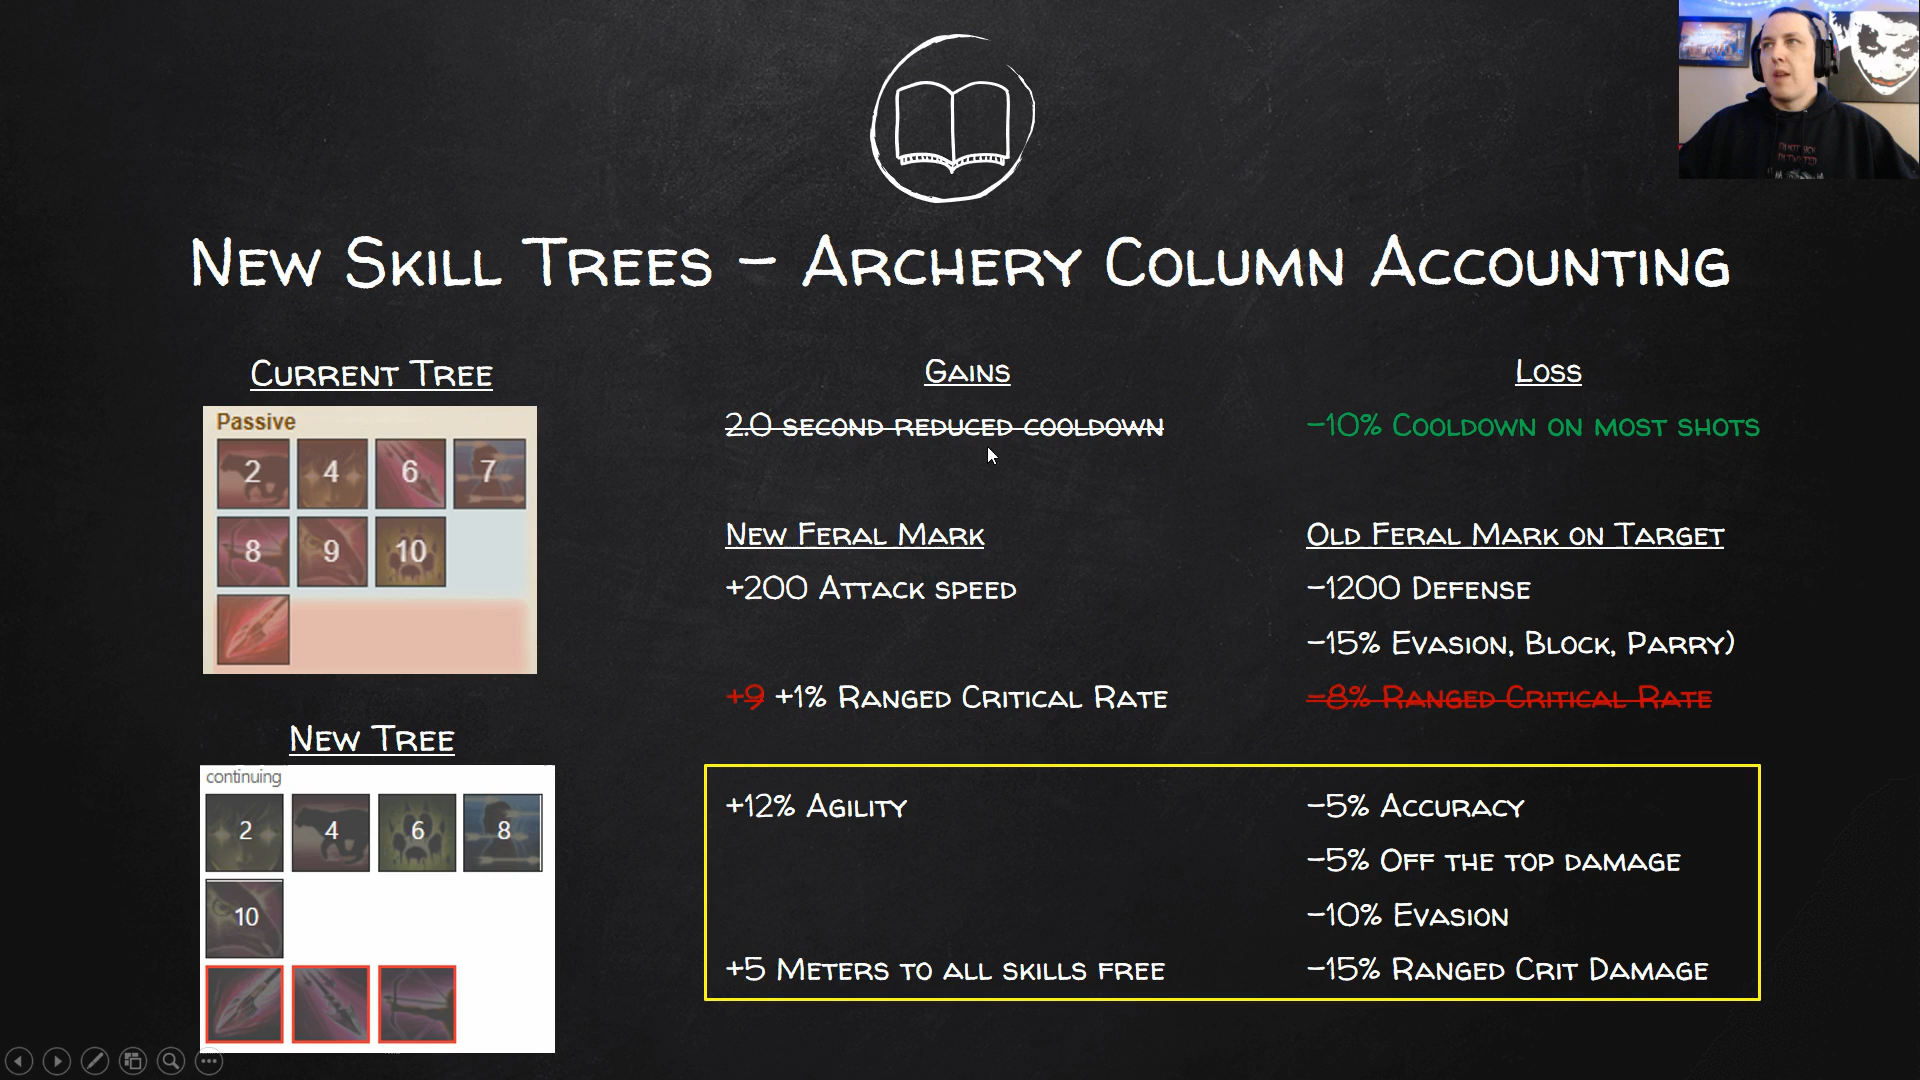 New Skill Trees - Archery Column Accounting
Current Tree
Passive
2 4 6 7
8 9 10
New Tree
continuing
2 4 6 8
10
Gains
2.0 second reduced cooldown
New Feral Mark
+200 Attack speed
+9 +1% Ranged Critical Rate
+12% Agility
+5 Meters to all skills free
Loss
-10% Cooldown on most shots
Old Feral Mark on Target
-1200 Defense
-15% Evasion, Block, Parry)
-8% Ranged Critical Rate
-5% Accuracy
-5% Off the top damage
-10% Evasion
-15% Ranged Crit Damage